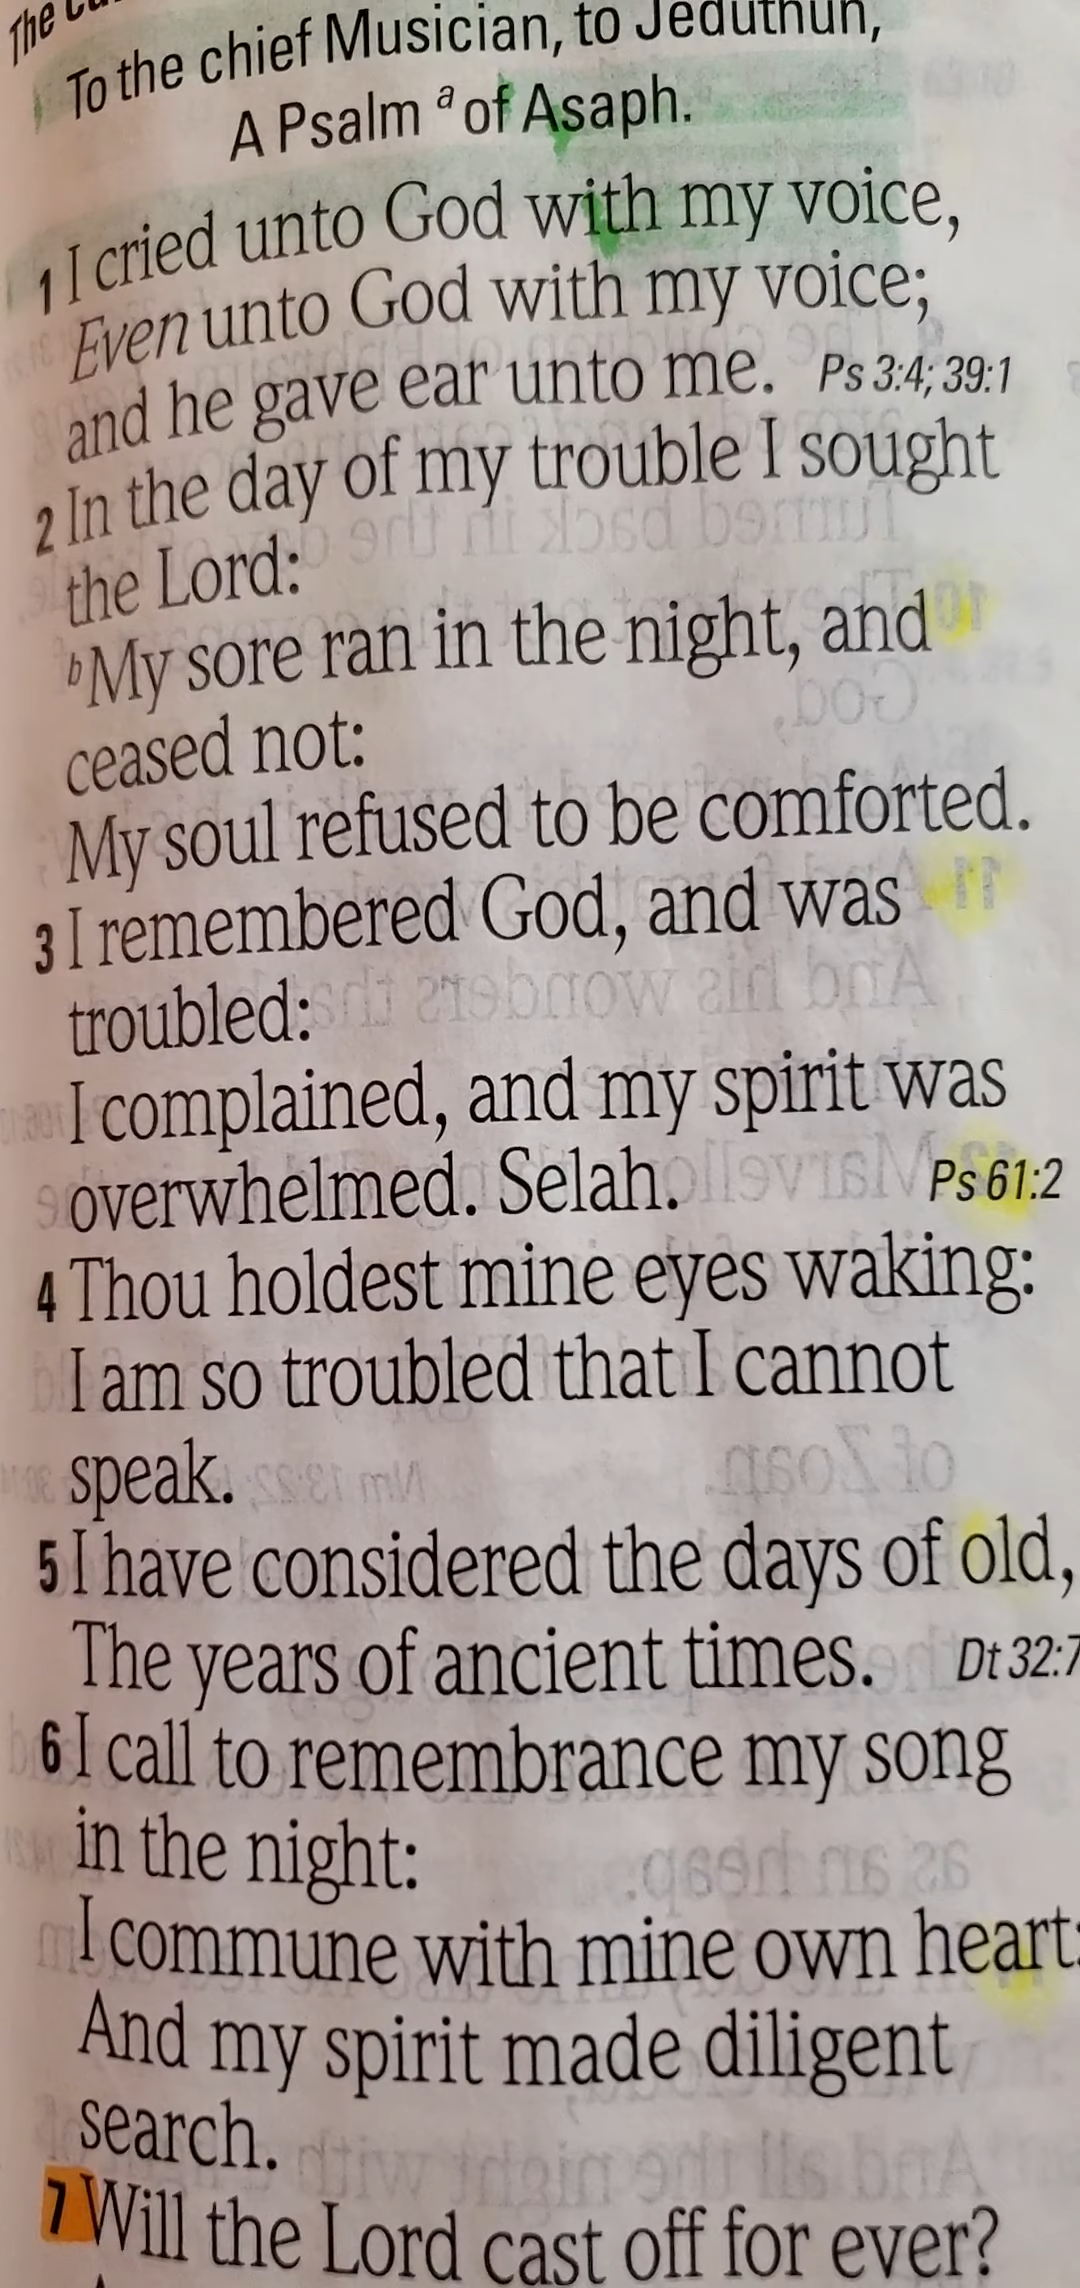 The
To the chief Musician, to Jeduthun,
A Psalm a of Asaph.
1 I cried unto God with my voice,
Even unto God with my voice;
and he gave ear unto me. Ps 3:4; 39:1
2 In the day of my trouble I sought
the Lord:
b My sore ran in the night, and
ceased not:
My soul refused to be comforted.
3 I remembered God, and was
troubled:
I complained, and my spirit was
overwhelmed. Selah. Ps 61:2
4 Thou holdest mine eyes waking:
I am so troubled that I cannot
speak.
5 I have considered the days of old,
The years of ancient times. Dt 32:7
6 I call to remembrance my song
in the night:
I commune with mine own heart:
And my spirit made diligent
search.
7 Will the Lord cast off for ever?